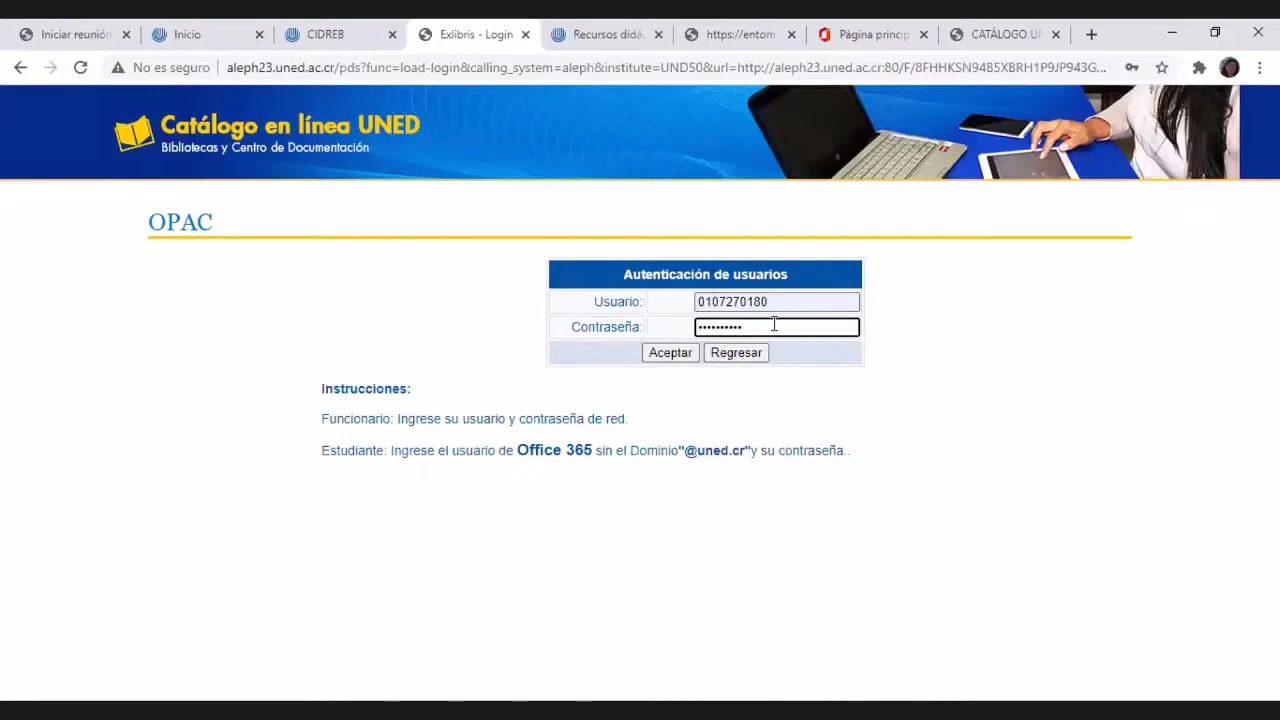 Iniciar reunión
Inicio
CIDREB
Exlibris - Login
Recursos didá
https://entorn
Página princip
CATÁLOGO U
No es seguro
aleph23.uned.ac.cr/pds?func=load-login&calling_system=aleph&institute=UND50&url=http://aleph23.uned.ac.cr:80/F/8FHHKSN94B5XBRH1P9JP943G...
Catálogo en línea UNED
Bibliotecas y Centro de Documentación
OPAC
Autenticación de usuarios
Usuario: 0107270180
Contraseña: ••••••••••
Aceptar Regresar
Instrucciones:
Funcionario: Ingrese su usuario y contraseña de red.
Estudiante: Ingrese el usuario de Office 365 sin el Dominio"@uned.cr"y su contraseña..